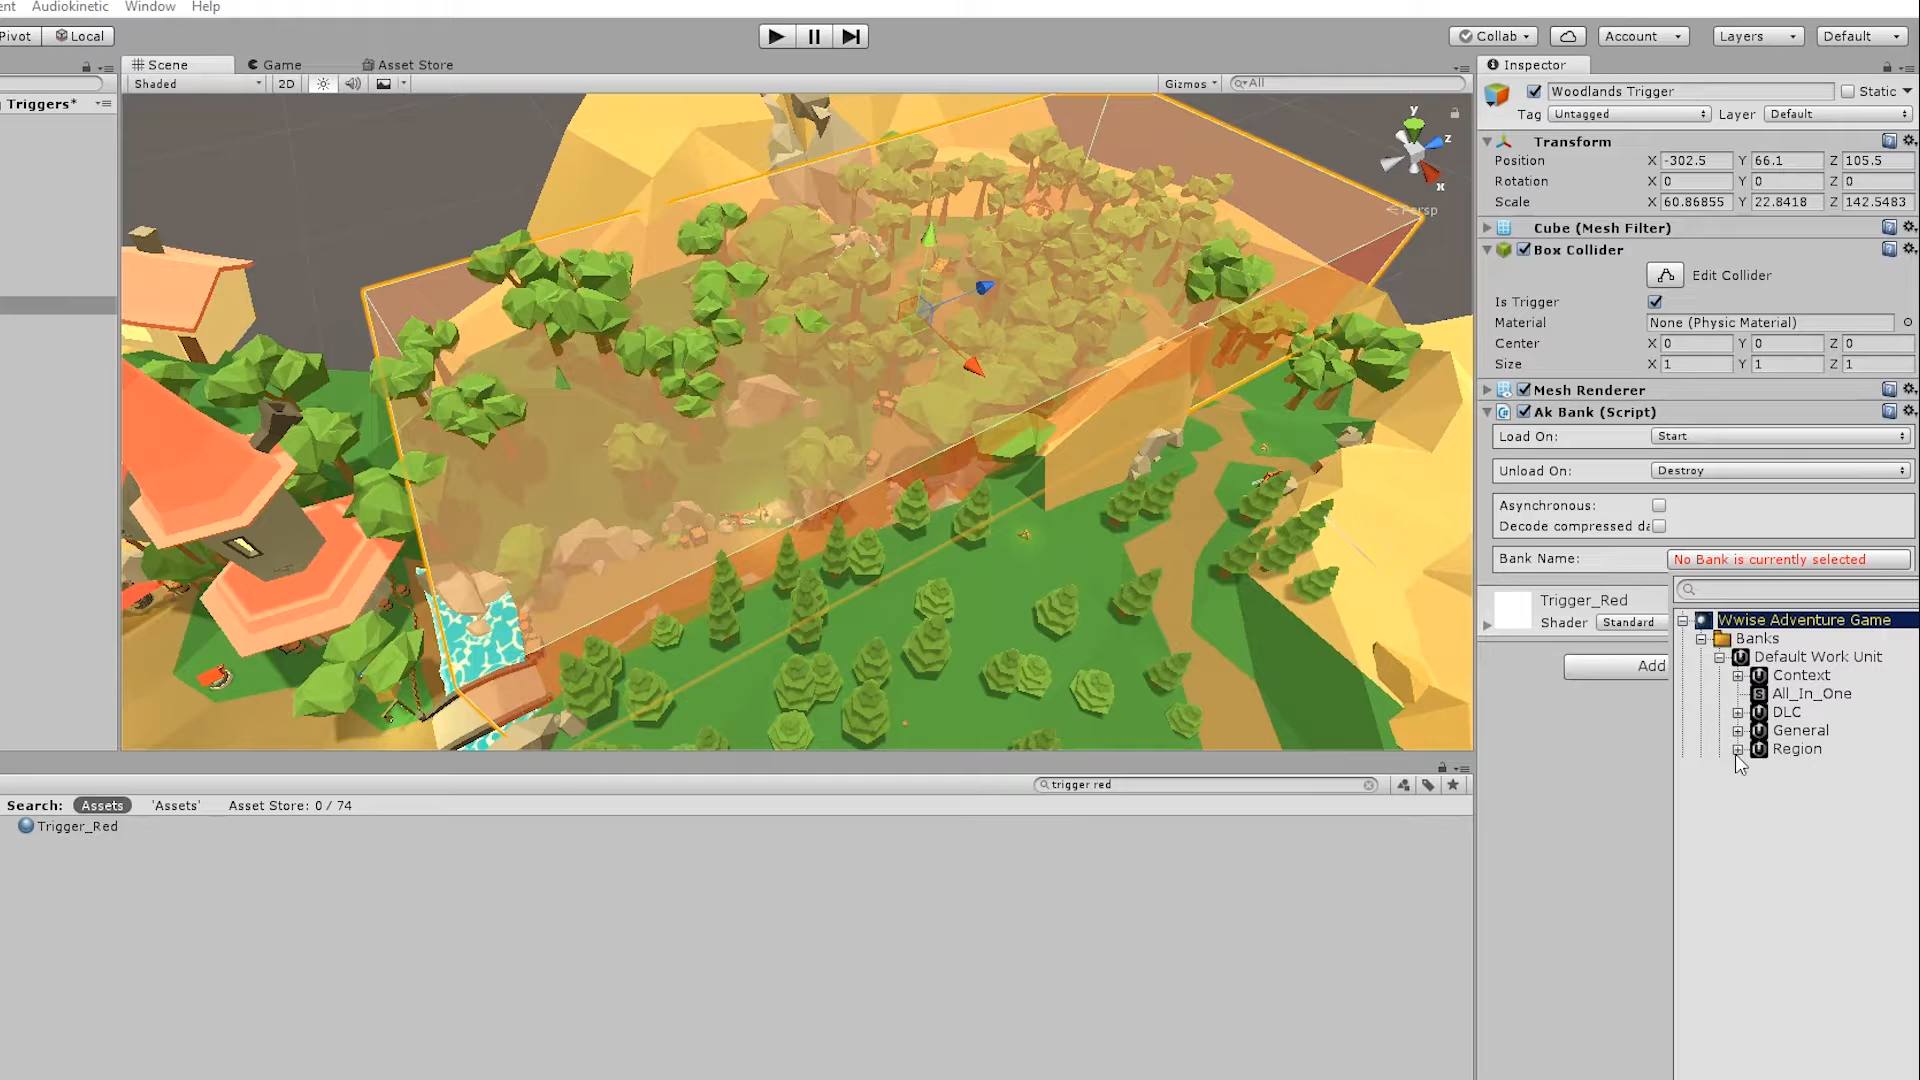 ent Audiokinetic Window Help
Pivot Local Collab Account Layers Default
Scene Game Asset Store Inspector
Shaded 2D Gizmos All
Triggers*
Woodlands Trigger Static
Tag Untagged Layer Default
Transform
Position X -302.5 Y 66.1 Z 105.5
Rotation X 0 Y 0 Z 0
Scale X 60.86855 Y 22.8418 Z 142.5483
Cube (Mesh Filter)
Box Collider
Edit Collider
Is Trigger
Material None (Physic Material)
Center X 0 Y 0 Z 0
Size X 1 Y 1 Z 1
Mesh Renderer
Ak Bank (Script)
Load On: Start
Unload On: Destroy
Asynchronous:
Decode compressed da
Bank Name: No Bank is currently selected
Trigger_Red
Shader Standard
Add
Wwise Adventure Game
Banks
Default Work Unit
Context
All_In_One
DLC
General
Region
y
z
x
Persp
trigger red
Search: Assets 'Assets' Asset Store: 0 / 74
Trigger_Red